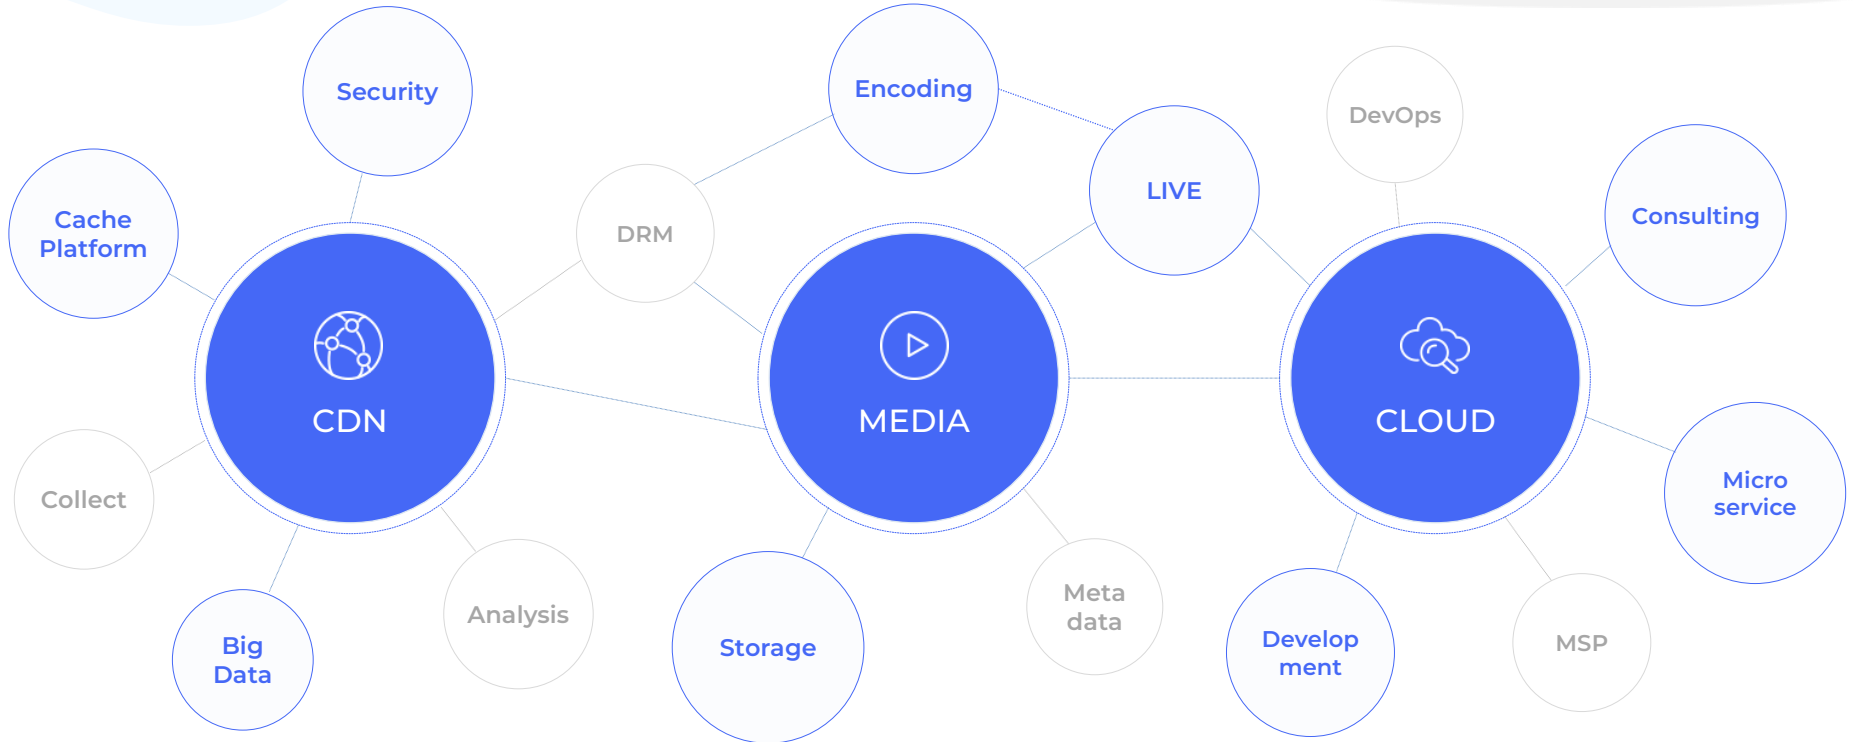 Security
Encoding
DevOps
LIVE
Cache
Platform
Consulting
DRM
CDN
MEDIA
CLOUD
Collect
Micro
service
Analysis
Meta
data
Big
Data
Storage
Develop
ment
MSP